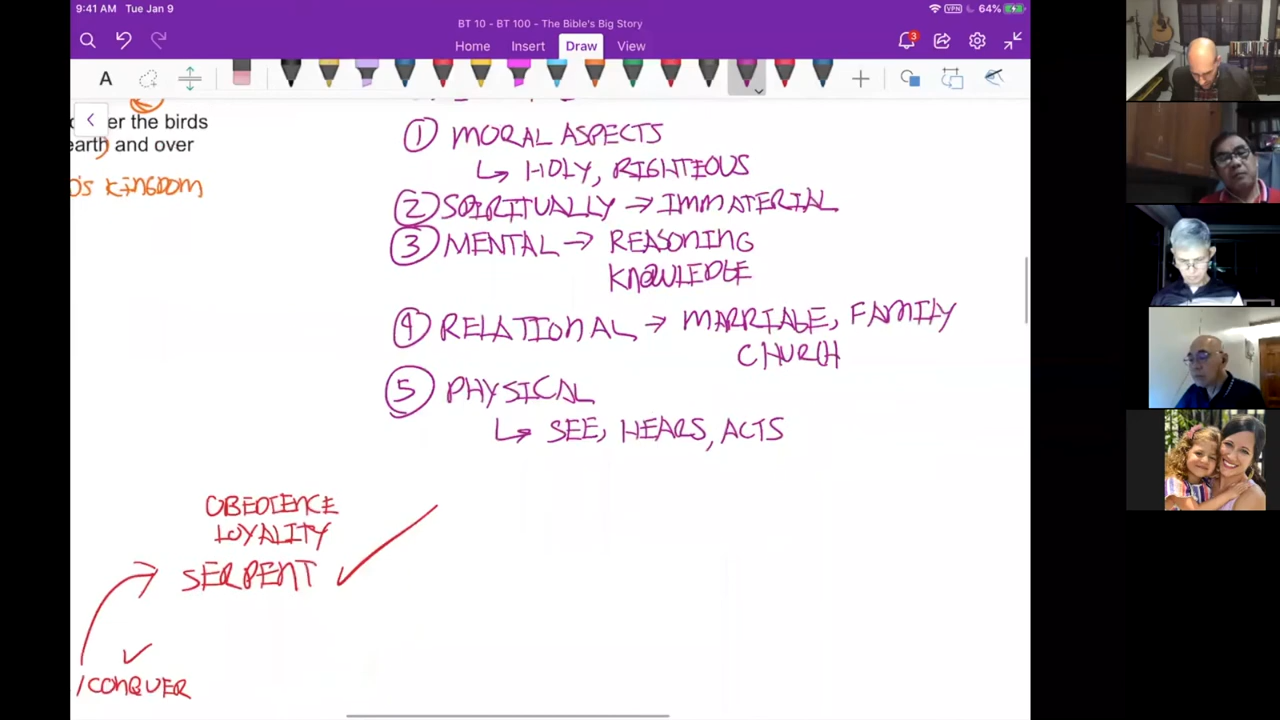 9:41 AM Tue Jan 9
64%
BT 10 - BT 100 - The Bible's Big Story
Home Insert Draw View
3
A
er the birds
earth and over
kingdom
① MORAL ASPECTS
↳ HOLY, RIGHTEOUS
② SPIRITUALLY → IMMATERIAL
③ MENTAL → REASONING
KNOWLEDGE
④ RELATIONAL → MARRIAGE, FAMILY
CHURCH
⑤ PHYSICAL
↳ SEE, HEARS, ACTS
OBEDIENCE
LOYALITY
SERPENT
/CONQUER